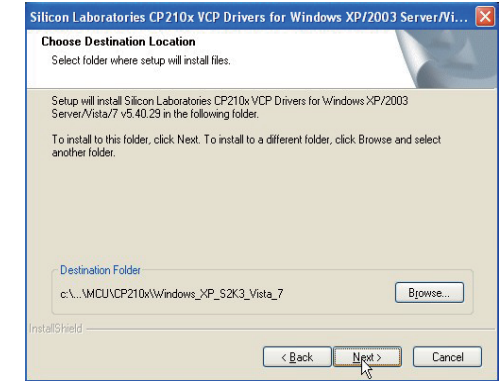 Silicon Laboratories CP210x VCP Drivers for Windows XP/2003 Server/Vi...
Choose Destination Location
Select folder where setup will install files.
Setup will install Silicon Laboratories CP210x VCP Drivers for Windows XP/2003
Server/Vista/7 v5.40.29 in the following folder.
To install to this folder, click Next. To install to a different folder, click Browse and select
another folder.
Destination Folder
c:\...\MCU\CP210x\Windows_XP_S2K3_Vista_7
Browse...
InstallShield
< Back
Next >
Cancel